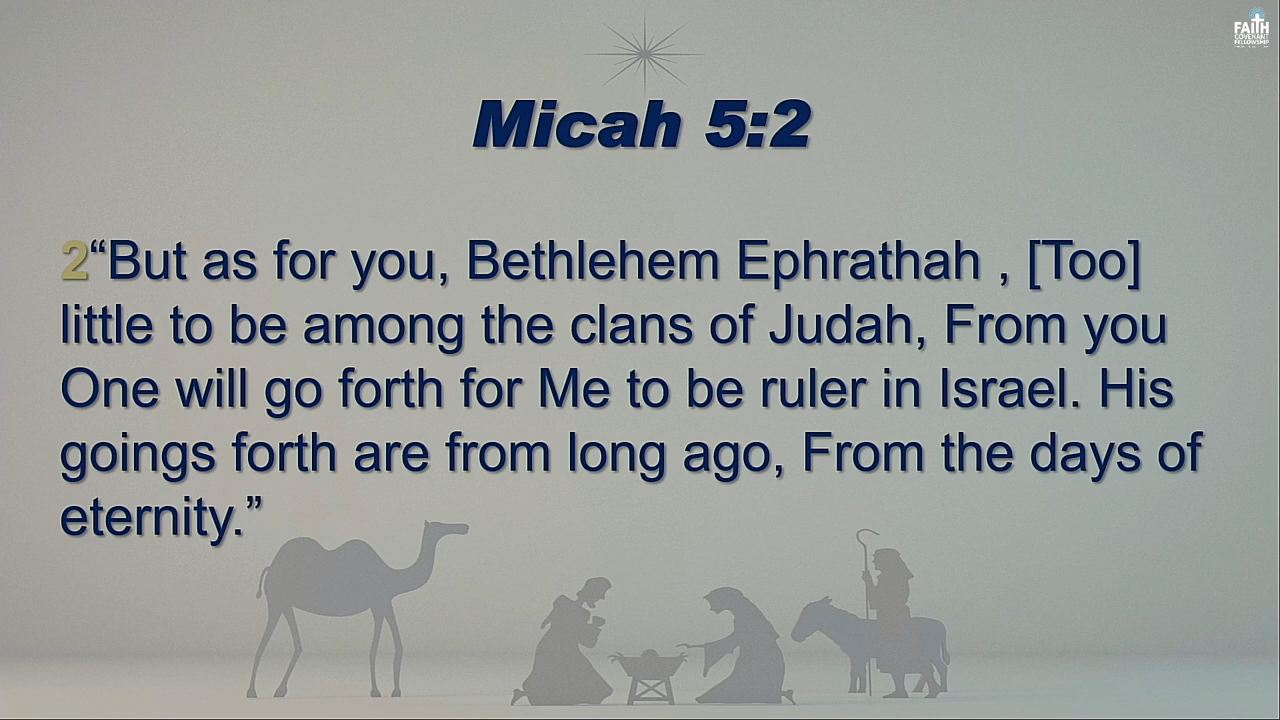 FAITH
COVENANT
FELLOWSHIP
Micah 5:2
2“But as for you, Bethlehem Ephrathah , [Too]
little to be among the clans of Judah, From you
One will go forth for Me to be ruler in Israel. His
goings forth are from long ago, From the days of
eternity.”